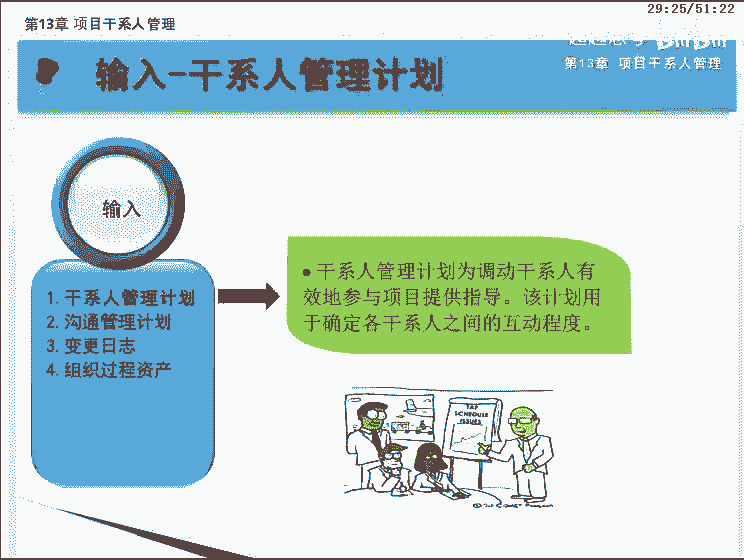 29:25/51:22
第13章 项目干系人管理
输入-干系人管理计划
第13章 项目干系人管理
输入
1.干系人管理计划
2.沟通管理计划
3.变更日志
4.组织过程资产
●干系人管理计划为调动干系人有
效地参与项目提供指导。该计划用
于确定各干系人之间的互动程度。
SCHEDULE
ISSUES